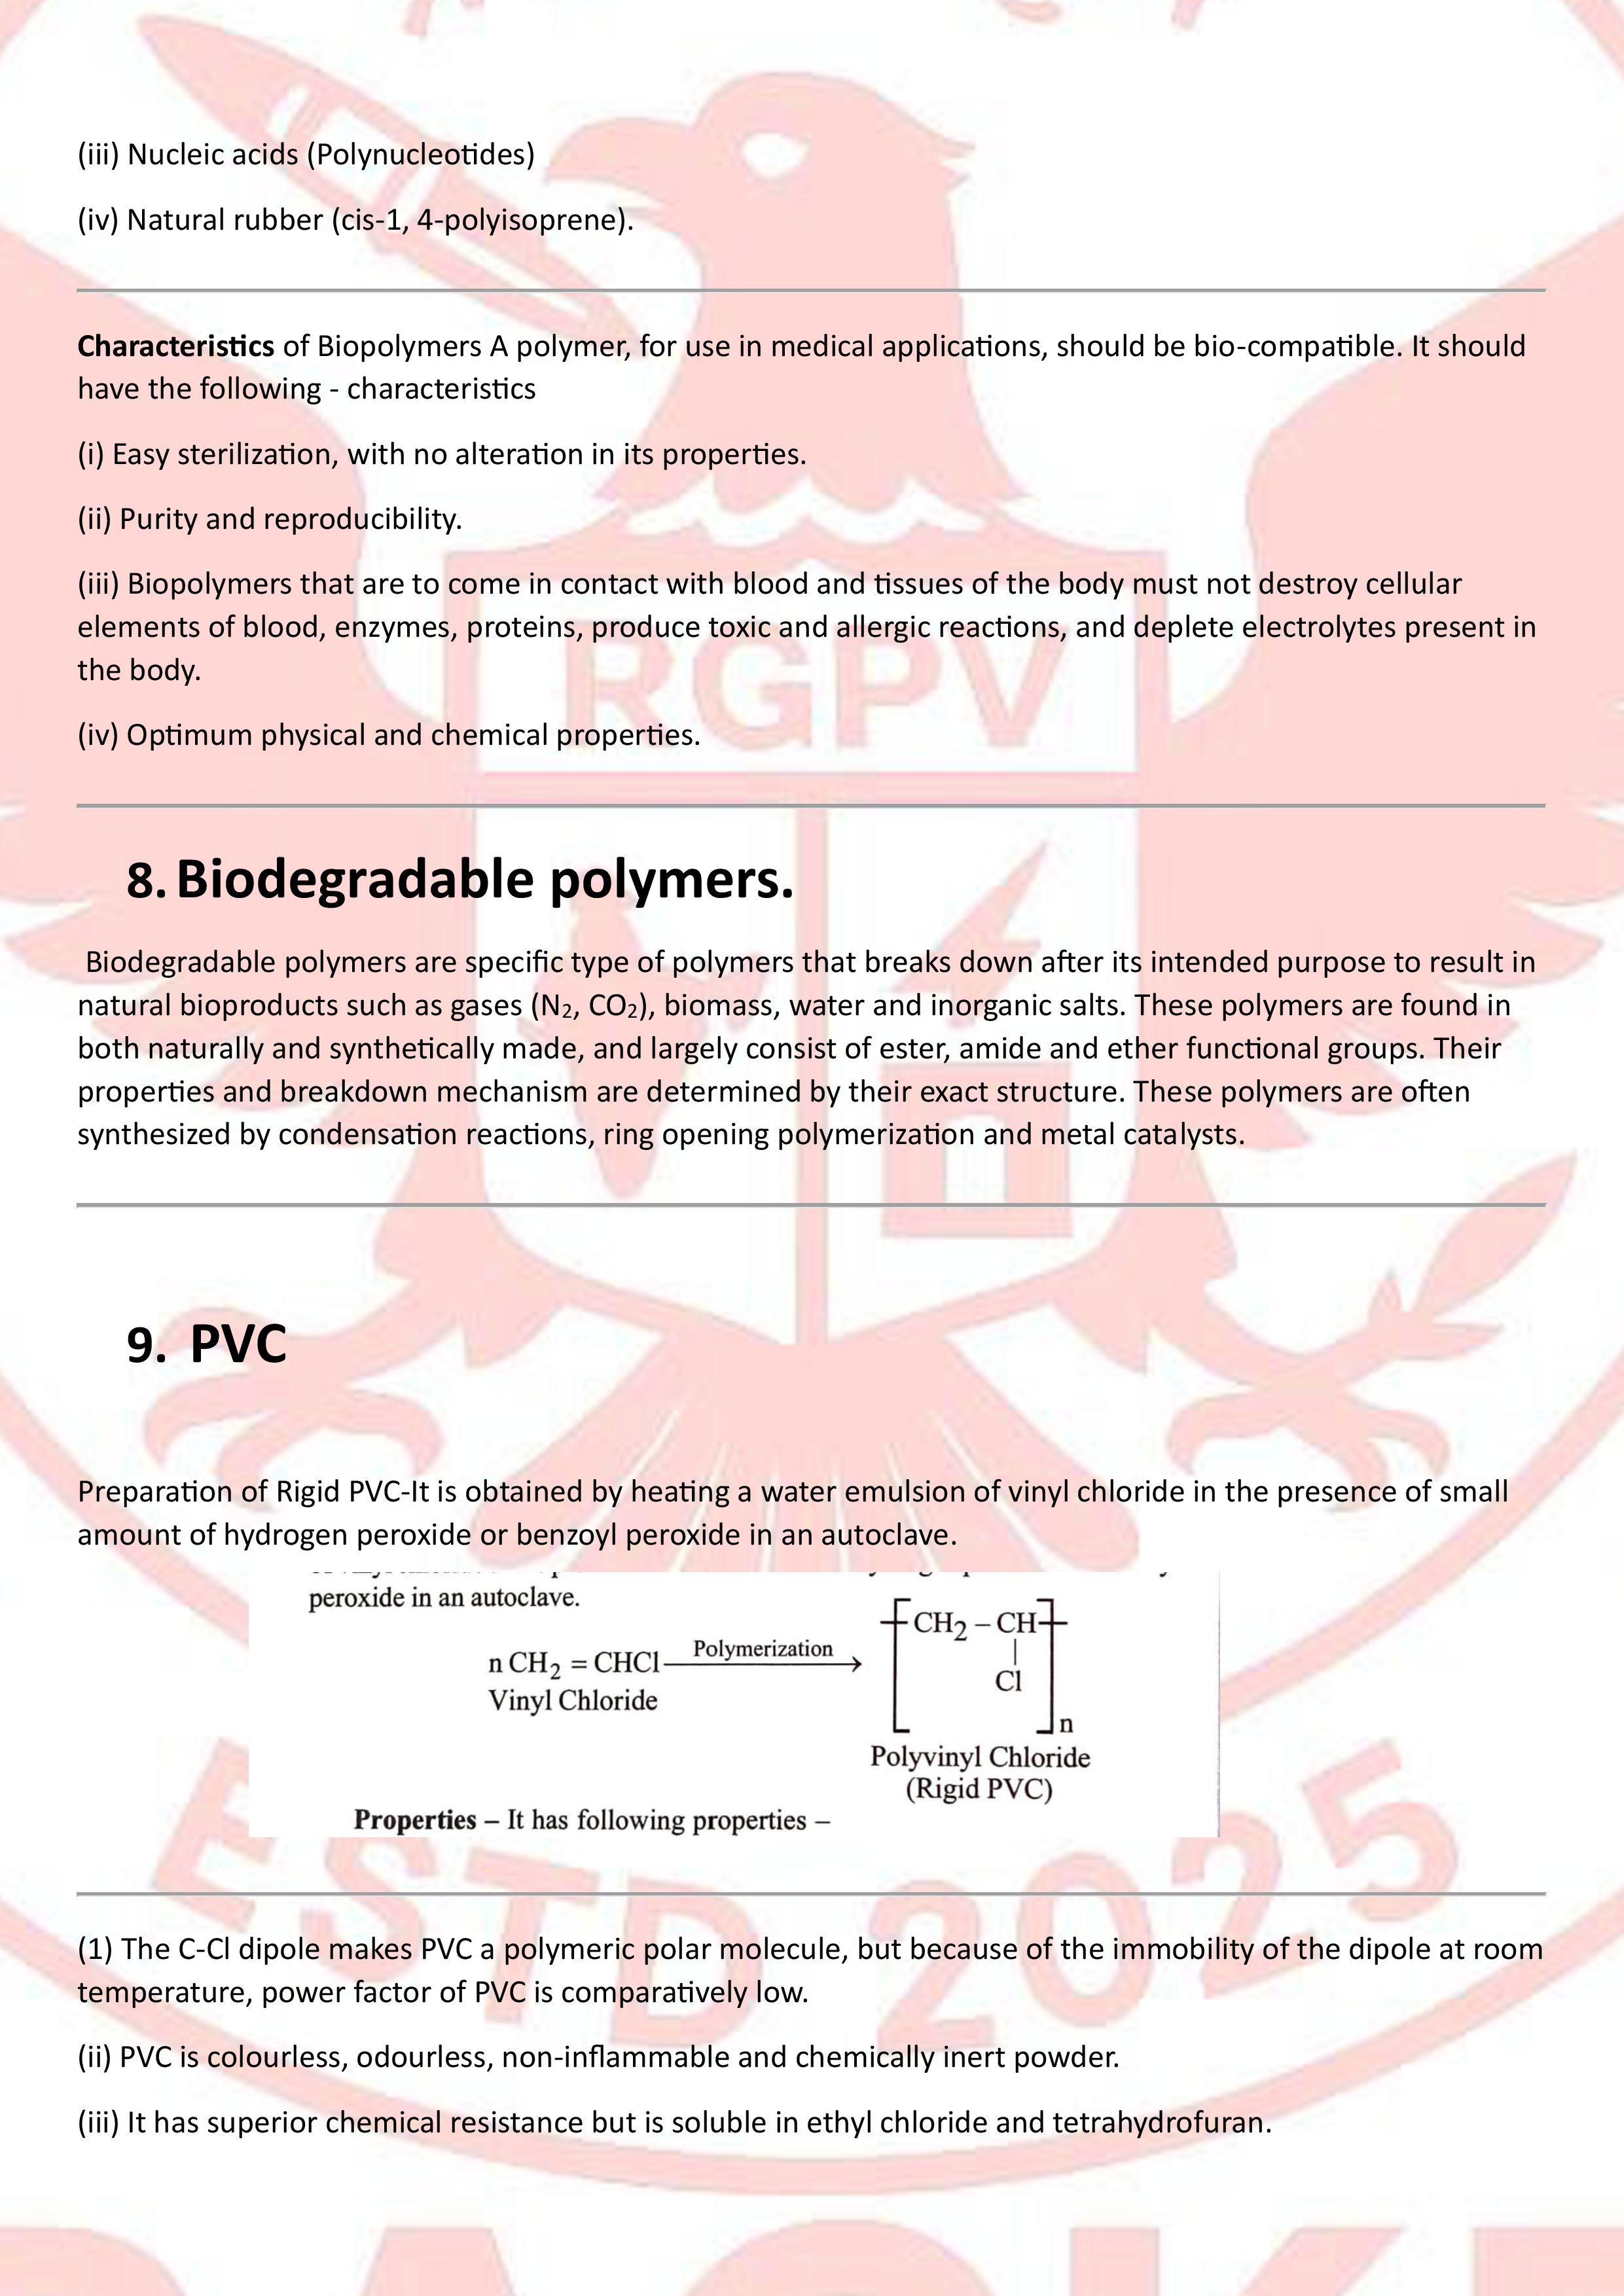 (iii) Nucleic acids (Polynucleotides)
(iv) Natural rubber (cis-1, 4-polyisoprene).
Characteristics of Biopolymers A polymer, for use in medical applications, should be bio-compatible. It should
have the following - characteristics
(i) Easy sterilization, with no alteration in its properties.
(ii) Purity and reproducibility.
(iii) Biopolymers that are to come in contact with blood and tissues of the body must not destroy cellular
elements of blood, enzymes, proteins, produce toxic and allergic reactions, and deplete electrolytes present in
the body.
RGPV
(iv) Optimum physical and chemical properties.
8. Biodegradable polymers.
Biodegradable polymers are specific type of polymers that breaks down after its intended purpose to result in
natural bioproducts such as gases (N₂, CO₂), biomass, water and inorganic salts. These polymers are found in
both naturally and synthetically made, and largely consist of ester, amide and ether functional groups. Their
properties and breakdown mechanism are determined by their exact structure. These polymers are often
synthesized by condensation reactions, ring opening polymerization and metal catalysts.
9. PVC
Preparation of Rigid PVC-It is obtained by heating a water emulsion of vinyl chloride in the presence of small
amount of hydrogen peroxide or benzoyl peroxide in an autoclave.
peroxide in an autoclave.
n CH₂ = CHCl Polymerization → [CH₂ – CH]
Cl
n
Vinyl Chloride
Polyvinyl Chloride
(Rigid PVC)
Properties – It has following properties –
ESTD 2025
(1) The C-Cl dipole makes PVC a polymeric polar molecule, but because of the immobility of the dipole at room
temperature, power factor of PVC is comparatively low.
(ii) PVC is colourless, odourless, non-inflammable and chemically inert powder.
(iii) It has superior chemical resistance but is soluble in ethyl chloride and tetrahydrofuran.